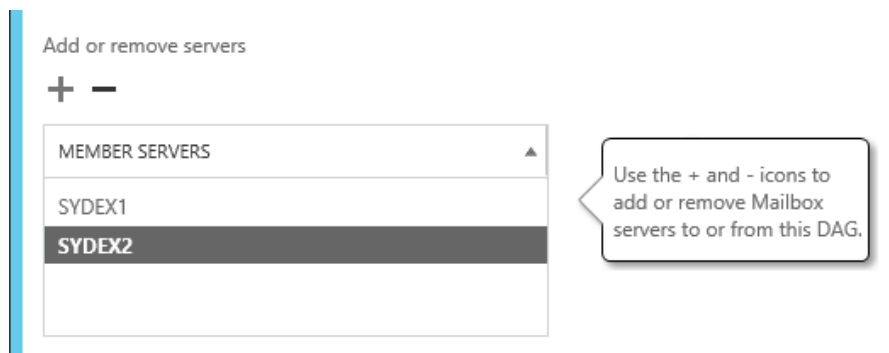 Add or remove servers
MEMBER SERVERS
SYDEX1
SYDEX2
Use the + and - icons to
add or remove Mailbox
servers to or from this DAG.